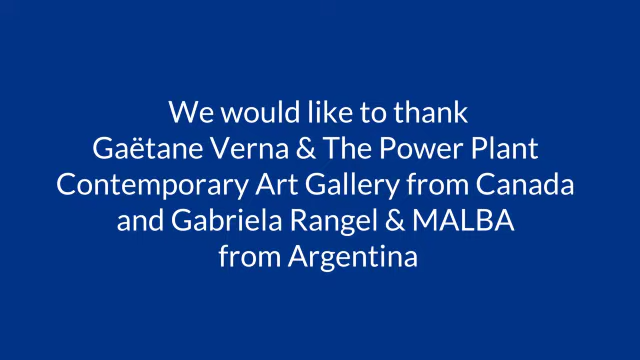 We would like to thank
Gaëtane Verna & The Power Plant
Contemporary Art Gallery from Canada
and Gabriela Rangel & MALBA
from Argentina